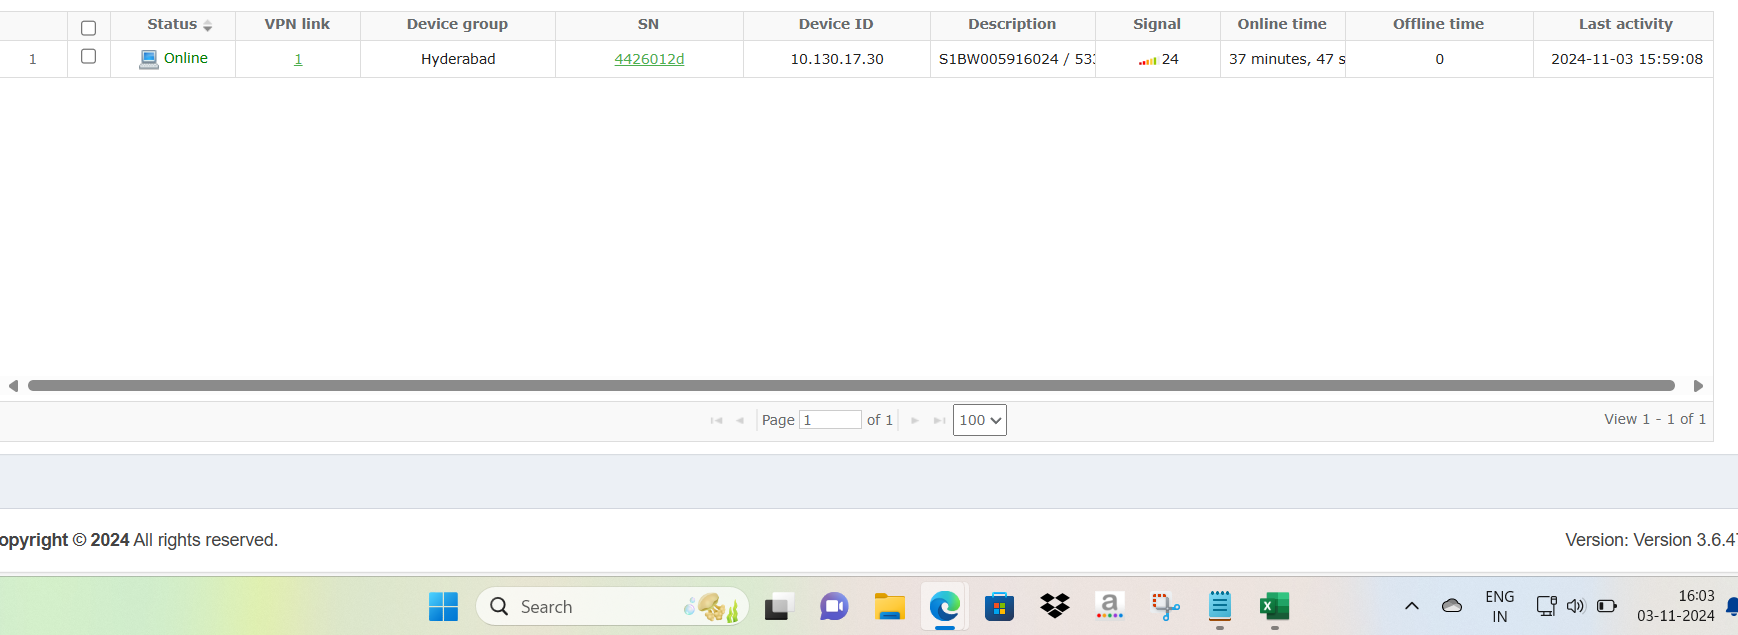 Status VPN link Device group SN Device ID Description Signal Online time Offline time Last activity
1 Online 1 Hyderabad 4426012d 10.130.17.30 S1BW005916024 / 533 24 37 minutes, 47 s 0 2024-11-03 15:59:08
Page 1 of 1 100 View 1 - 1 of 1
opyright © 2024 All rights reserved. Version: Version 3.6.4
Search a X ENG 16:03
IN 03-11-2024